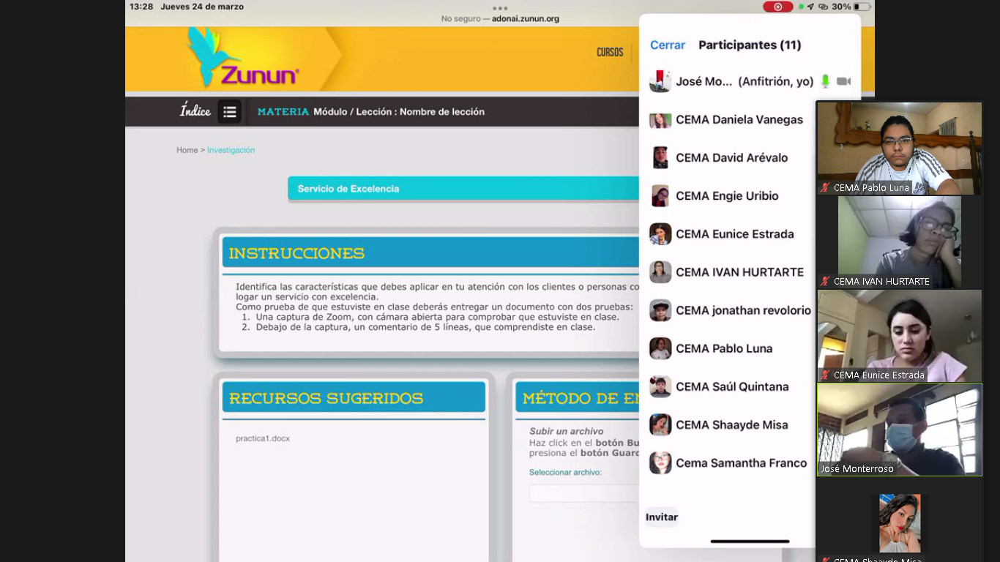 13:28 Jueves 24 de marzo
30%
No seguro — adonai.zunun.org
Zunun®
CURSOS
Índice
MATERIA Módulo / Lección : Nombre de lección
Home > Investigación
Servicio de Excelencia
INSTRUCCIONES
Identifica las características que debes aplicar en tu atención con los clientes o personas co
logar un servicio con excelencia.
Como prueba de que estuviste en clase deberás entregar un documento con dos pruebas:
1. Una captura de Zoom, con cámara abierta para comprobar que estuviste en clase.
2. Debajo de la captura, un comentario de 5 líneas, que comprendiste en clase.
RECURSOS SUGERIDOS
practica1.docx
MÉTODO DE EN
Subir un archivo
Haz click en el botón Bu
presiona el botón Guard
Seleccionar archivo:
Cerrar Participantes (11)
José Mo... (Anfitrión, yo)
CEMA Daniela Vanegas
CEMA David Arévalo
CEMA Engie Uribio
CEMA Eunice Estrada
CEMA IVAN HURTARTE
CEMA jonathan revolorio
CEMA Pablo Luna
CEMA Saúl Quintana
CEMA Shaayde Misa
Cema Samantha Franco
Invitar
CEMA Pablo Luna
CEMA IVAN HURTARTE
CEMA Eunice Estrada
José Monterroso
CEMA Shaayde Misa